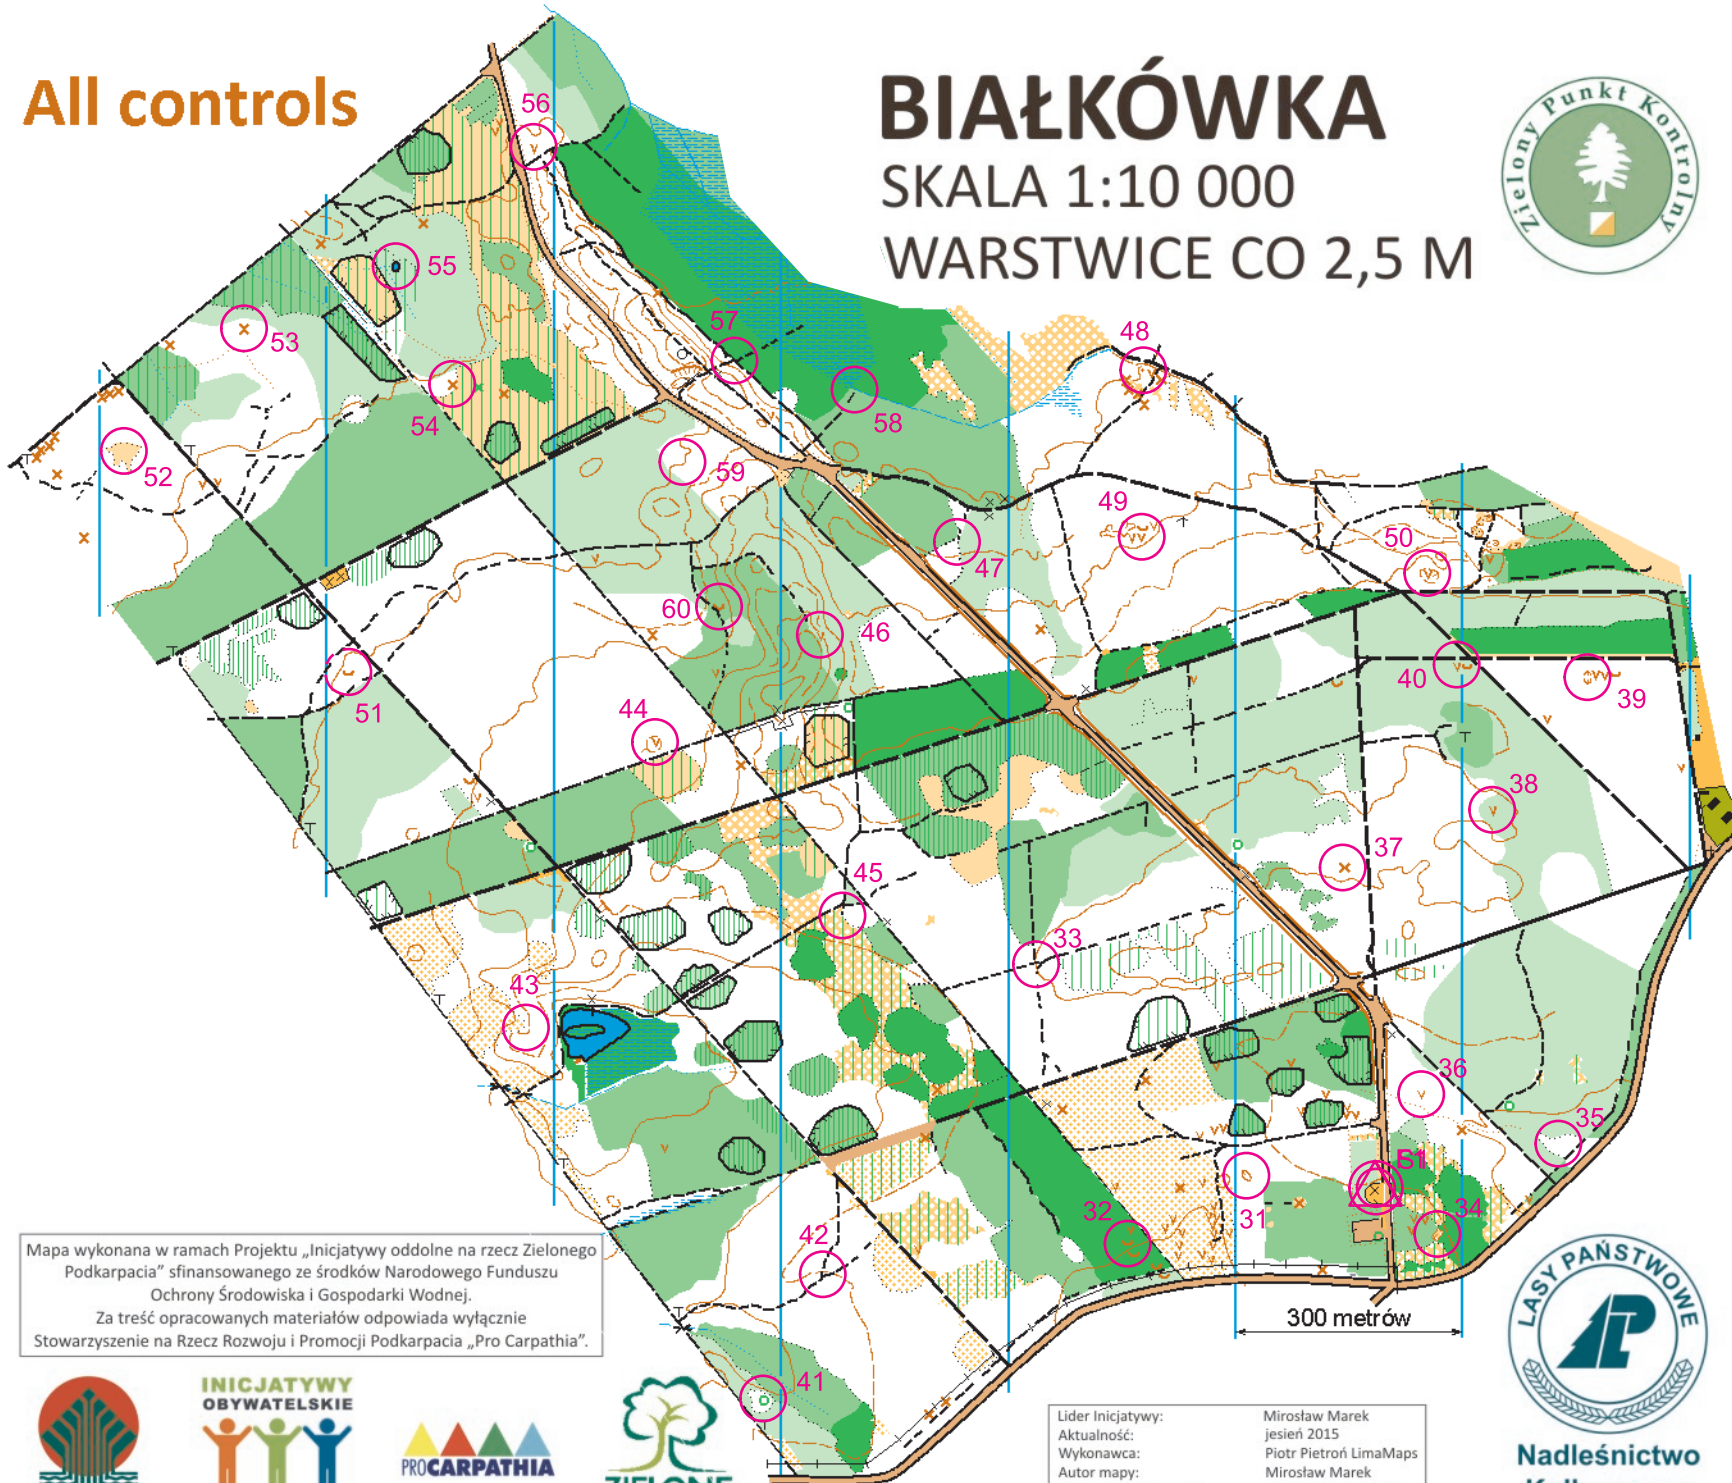 All controls
BIAŁKÓWKA
SKALA 1:10 000
WARSTWICE CO 2,5 M
Zielony Punkt Kontrolny
56
55
53
57
48
54
58
52
59
49
50
47
60
46
40
39
51
44
38
37
45
33
43
36
35
S1
F1
34
32
31
42
41
300 metrów
Mapa wykonana w ramach Projektu „Inicjatywy oddolne na rzecz Zielonego
Podkarpacia” sfinansowanego ze środków Narodowego Funduszu
Ochrony Środowiska i Gospodarki Wodnej.
Za treść opracowanych materiałów odpowiada wyłącznie
Stowarzyszenie na Rzecz Rozwoju i Promocji Podkarpacia „Pro Carpathia”.
INICJATYWY
OBYWATELSKIE
PROCARPATHIA
ZIELONE
Lider Inicjatywy: Mirosław Marek
Aktualność: jesień 2015
Wykonawca: Piotr Pietroń LimaMaps
Autor mapy: Mirosław Marek
LASY PAŃSTWOWE
Nadleśnictwo